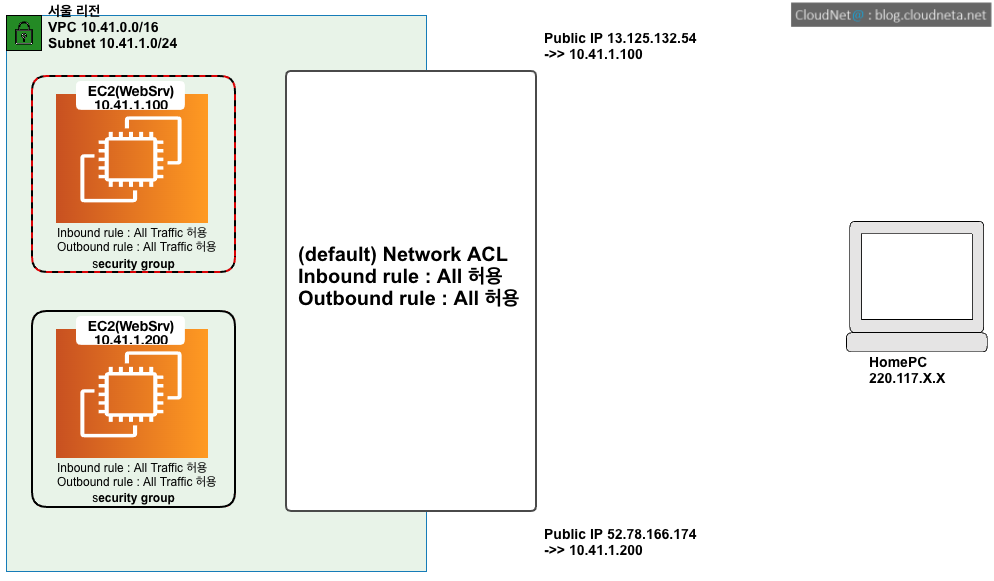 서울 리전
VPC 10.41.0.0/16
Subnet 10.41.1.0/24
CloudNet@ : blog.cloudneta.net
Public IP 13.125.132.54
->> 10.41.1.100
EC2(WebSrv)
10.41.1.100
Inbound rule : All Traffic 허용
Outbound rule : All Traffic 허용
security group
(default) Network ACL
Inbound rule : All 허용
Outbound rule : All 허용
EC2(WebSrv)
10.41.1.200
Inbound rule : All Traffic 허용
Outbound rule : All Traffic 허용
security group
HomePC
220.117.X.X
Public IP 52.78.166.174
->> 10.41.1.200